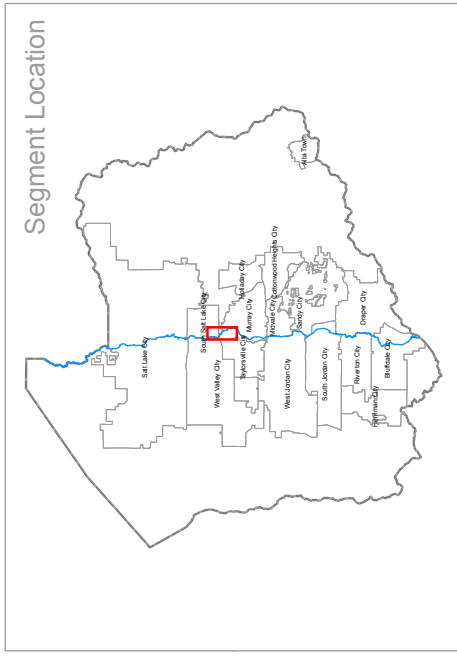 Segment Location
Salt Lake City
South Salt Lake City
West Valley City
Holladay City
Taylorsville City
Murray City
Midvale City
Cottonwood Heights City
Alta Town
West Jordan City
Sandy City
South Jordan City
Draper City
Riverton City
Bluffdale City
Herriman City